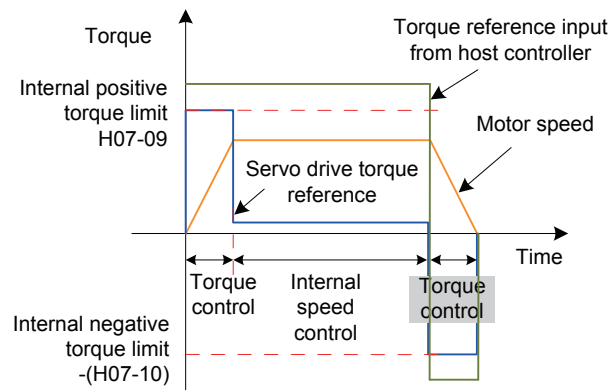 Torque
Torque reference input
from host controller
Internal positive
torque limit
H07-09
Motor speed
Servo drive torque
reference
Time
Torque
control
Internal
speed
control
Torque
control
Internal negative
torque limit
-(H07-10)